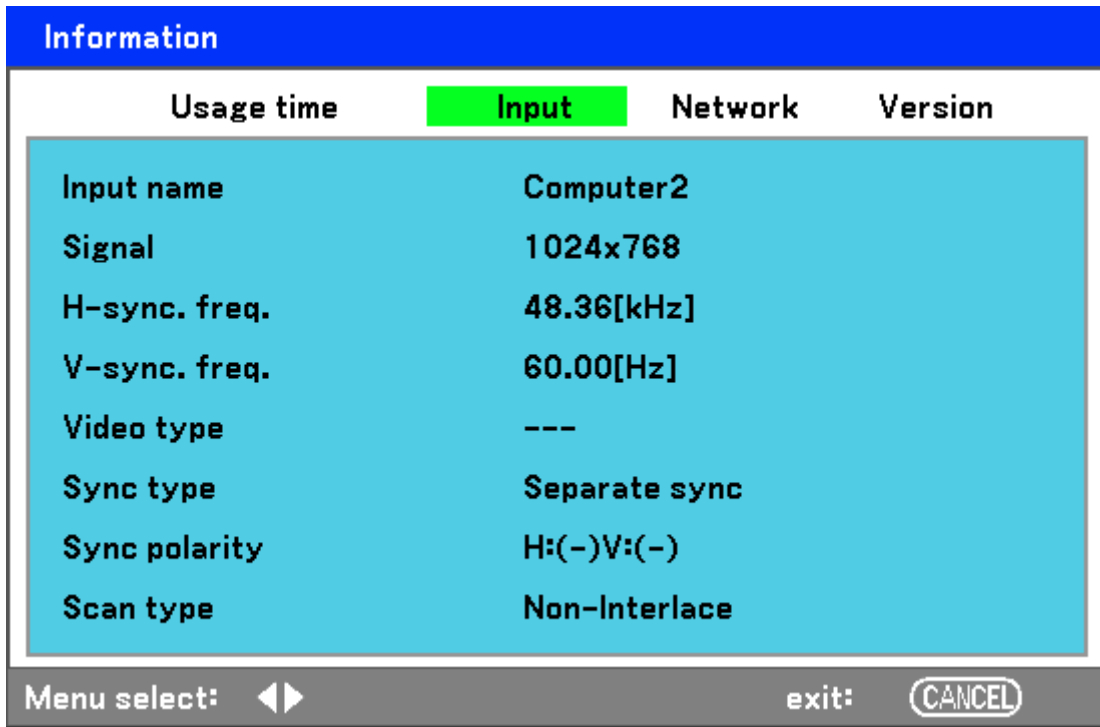 Information
Usage time Input Network Version
Input name Computer2
Signal 1024x768
H-sync. freq. 48.36[kHz]
V-sync. freq. 60.00[Hz]
Video type ---
Sync type Separate sync
Sync polarity H:(-)V:(-)
Scan type Non-Interlace
Menu select: exit: CANCEL